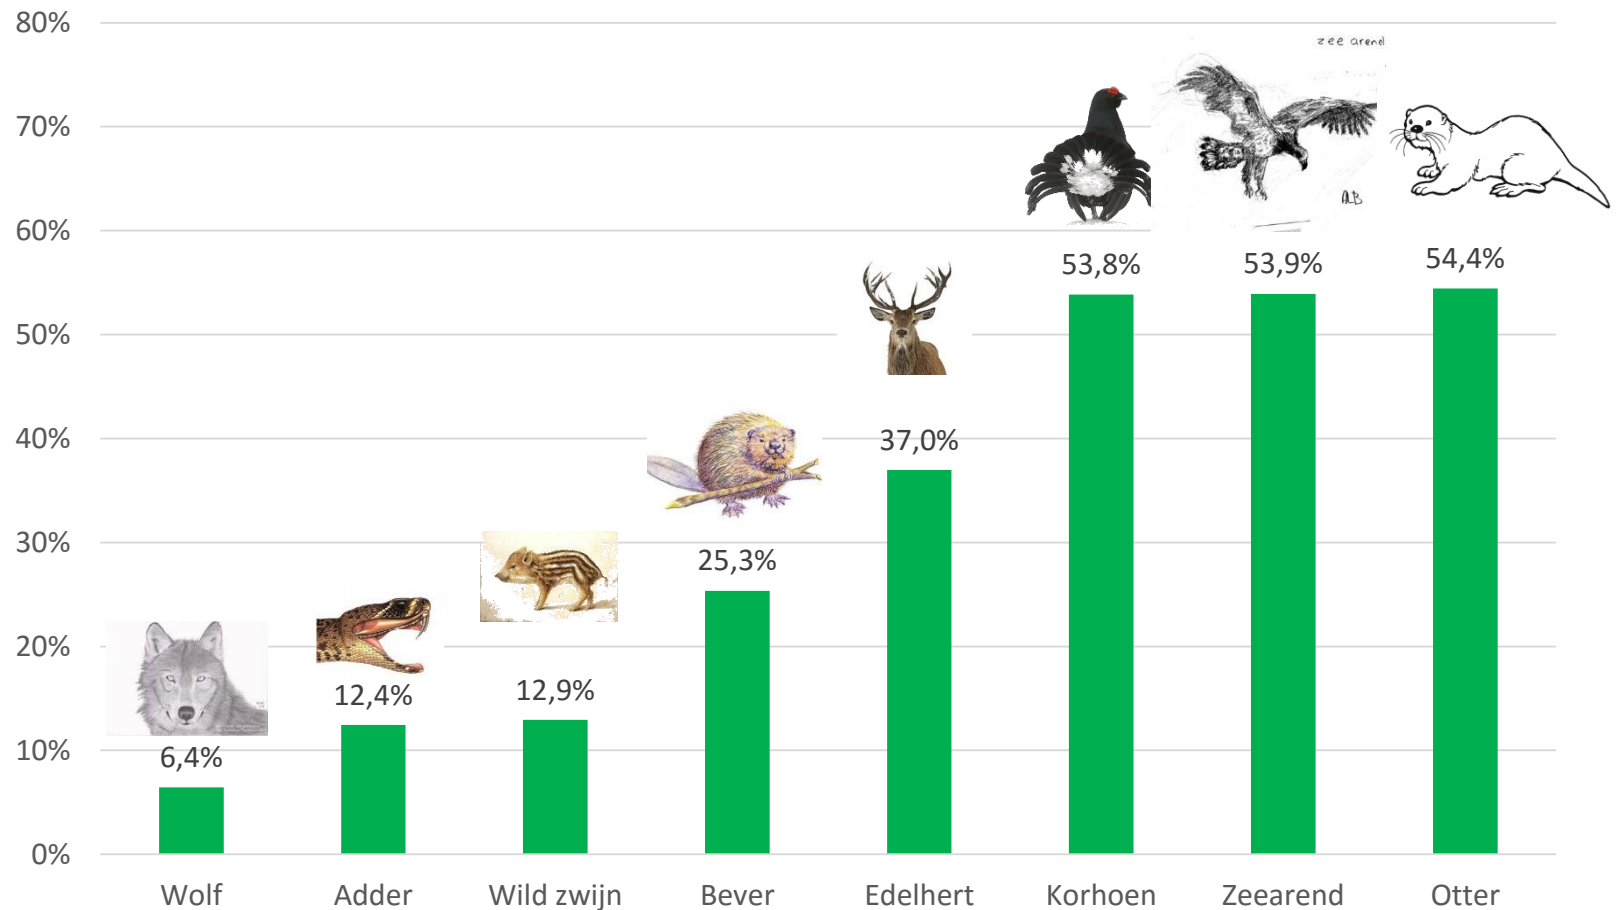 80%
70%
60%
50%
40%
30%
20%
10%
0%
zee arend
ALB
6,4%
12,4%
12,9%
25,3%
37,0%
53,8%
53,9%
54,4%
Wolf
Adder
Wild zwijn
Bever
Edelhert
Korhoen
Zeearend
Otter